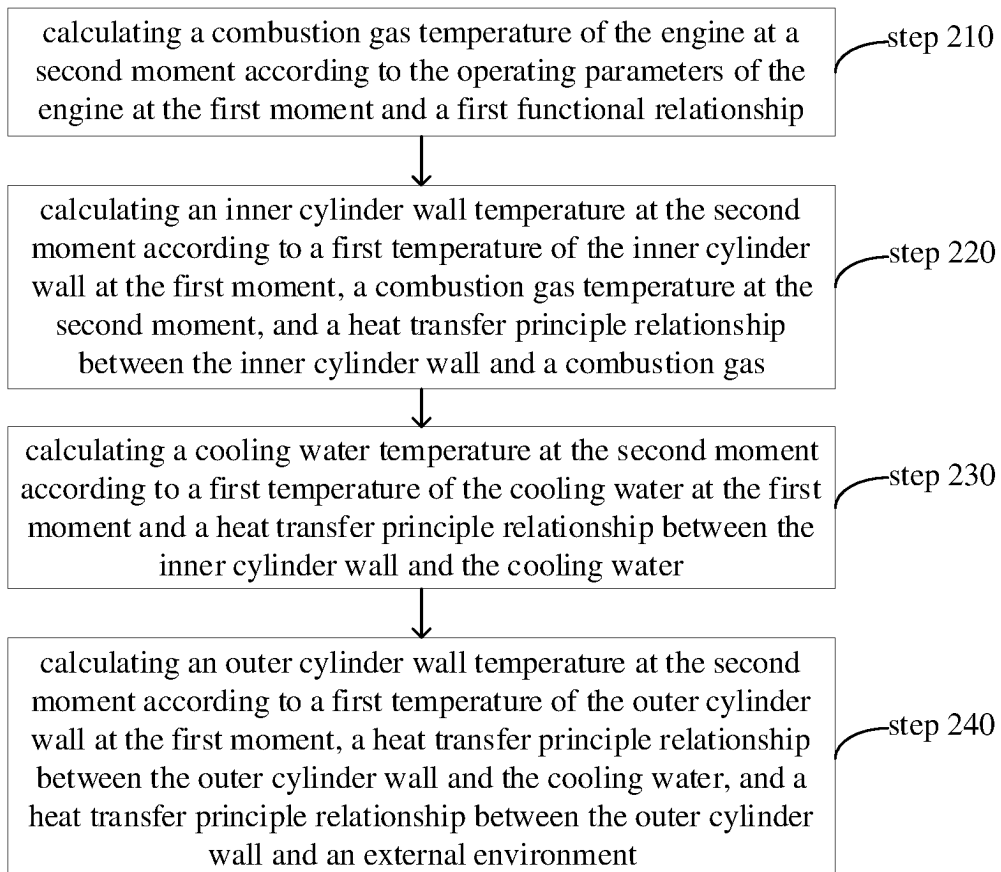 calculating a combustion gas temperature of the engine at a
second moment according to the operating parameters of the
engine at the first moment and a first functional relationship
step 210
calculating an inner cylinder wall temperature at the second
moment according to a first temperature of the inner cylinder
wall at the first moment, a combustion gas temperature at the
second moment, and a heat transfer principle relationship
between the inner cylinder wall and a combustion gas
step 220
calculating a cooling water temperature at the second moment
according to a first temperature of the cooling water at the first
moment and a heat transfer principle relationship between the
inner cylinder wall and the cooling water
step 230
calculating an outer cylinder wall temperature at the second
moment according to a first temperature of the outer cylinder
wall at the first moment, a heat transfer principle relationship
between the outer cylinder wall and the cooling water, and a
heat transfer principle relationship between the outer cylinder
wall and an external environment
step 240